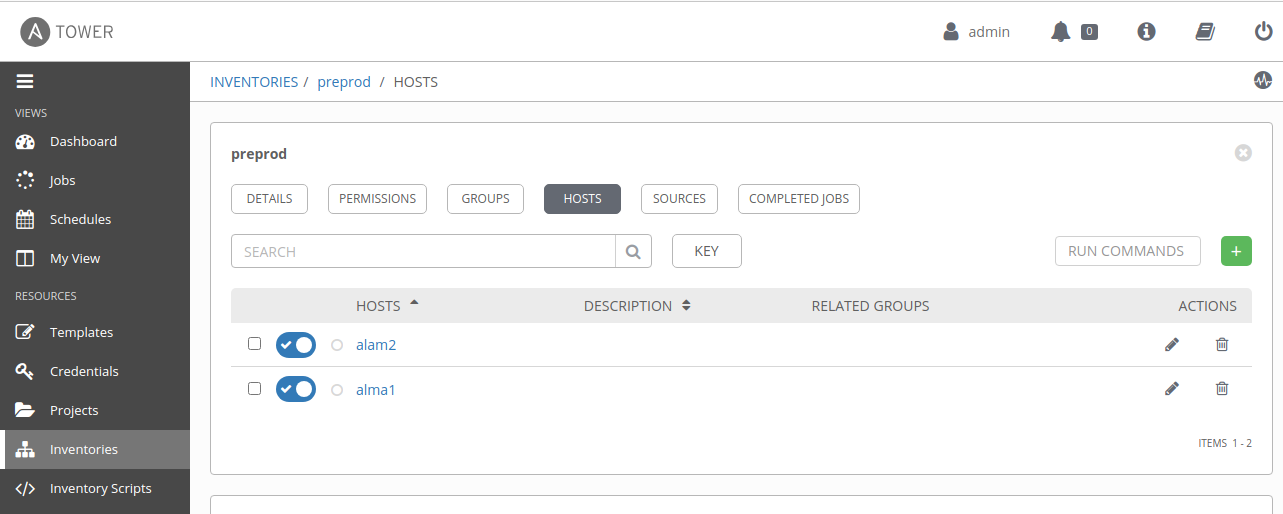 TOWER
admin
0
VIEWS
Dashboard
Jobs
Schedules
My View
RESOURCES
Templates
Credentials
Projects
Inventories
Inventory Scripts
INVENTORIES / preprod / HOSTS
preprod
DETAILS PERMISSIONS GROUPS HOSTS SOURCES COMPLETED JOBS
SEARCH KEY RUN COMMANDS +
HOSTS DESCRIPTION RELATED GROUPS ACTIONS
alam2
alma1
ITEMS 1 - 2